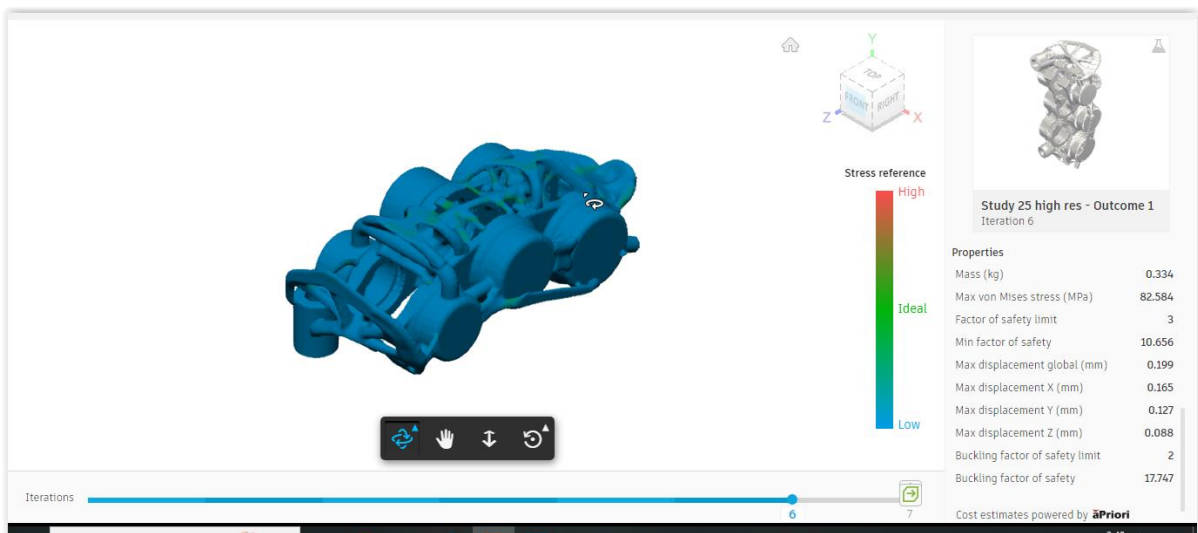 Y
TOP
FRONT
RIGHT
Z
X
Stress reference
High
Ideal
Low
Iterations
6
7
Study 25 high res - Outcome 1
Iteration 6
Properties
Mass (kg) 0.334
Max von Mises stress (MPa) 82.584
Factor of safety limit 3
Min factor of safety 10.656
Max displacement global (mm) 0.199
Max displacement X (mm) 0.165
Max displacement Y (mm) 0.127
Max displacement Z (mm) 0.088
Buckling factor of safety limit 2
Buckling factor of safety 17.747
Cost estimates powered by aPriori